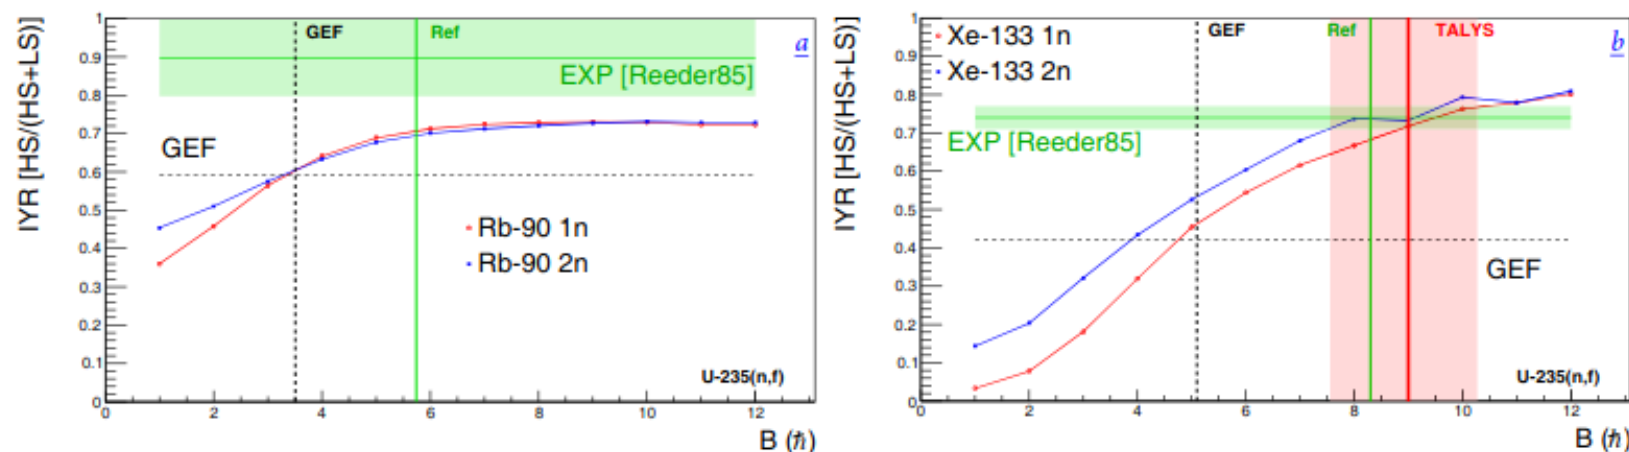 IYR [HS/(HS+LS)]
1
0.9
0.8
0.7
0.6
0.5
0.4
0.3
0.2
0.1
0
GEF
Ref
a
EXP [Reeder85]
GEF
Rb-90 1n
Rb-90 2n
U-235(n,f)
0 2 4 6 8 10 12
B (ħ)
IYR [HS/(HS+LS)]
1
0.9
0.8
0.7
0.6
0.5
0.4
0.3
0.2
0.1
0
Xe-133 1n
Xe-133 2n
GEF
Ref
TALYS
b
EXP [Reeder85]
GEF
U-235(n,f)
0 2 4 6 8 10 12
B (ħ)